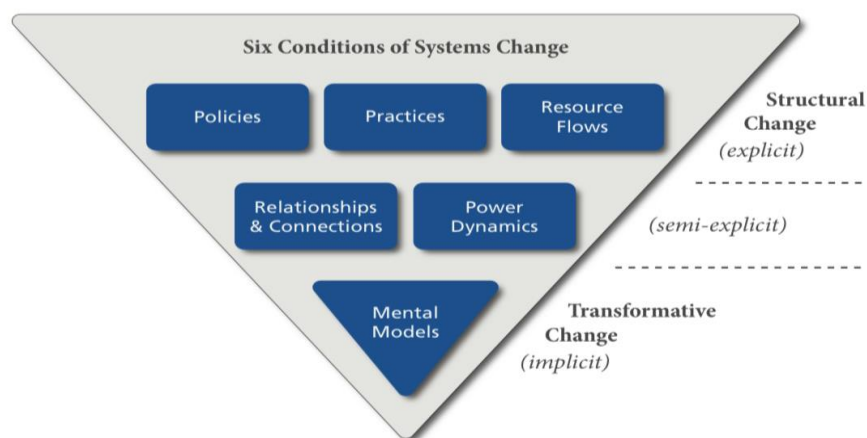 Six Conditions of Systems Change
Policies
Practices
Resource
Flows
Structural
Change
(explicit)
Relationships
& Connections
Power
Dynamics
(semi-explicit)
Mental
Models
Transformative
Change
(implicit)